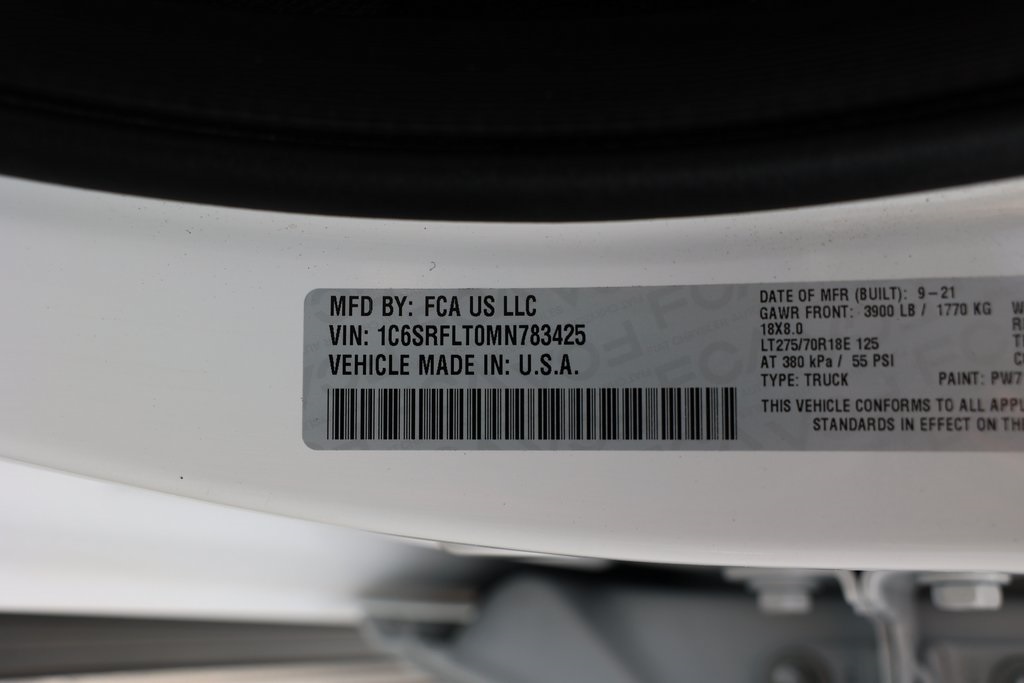 MFD BY: FCA US LLC
VIN: 1C6SRFLT0MN783425
VEHICLE MADE IN: U.S.A.
DATE OF MFR (BUILT): 9-21
GAWR FRONT: 3900 LB / 1770 KG
18X8.0
LT275/70R18E 125
AT 380 kPa / 55 PSI
TYPE: TRUCK PAINT: PW7
THIS VEHICLE CONFORMS TO ALL
STANDARDS IN EFFECT ON